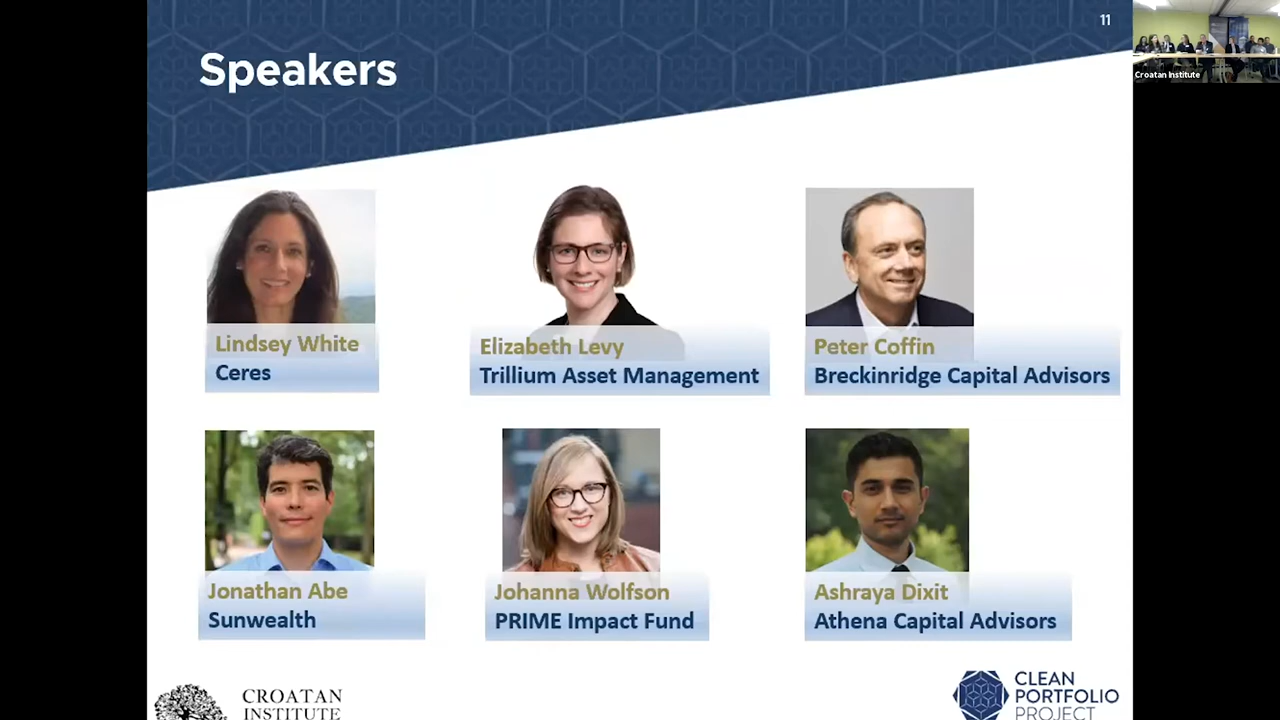 11
Speakers
Croatan Institute
Lindsey White
Ceres
Elizabeth Levy
Trillium Asset Management
Peter Coffin
Breckinridge Capital Advisors
Jonathan Abe
Sunwealth
Johanna Wolfson
PRIME Impact Fund
Ashraya Dixit
Athena Capital Advisors
CROATAN
INSTITUTE
CLEAN
PORTFOLIO
PROJECT